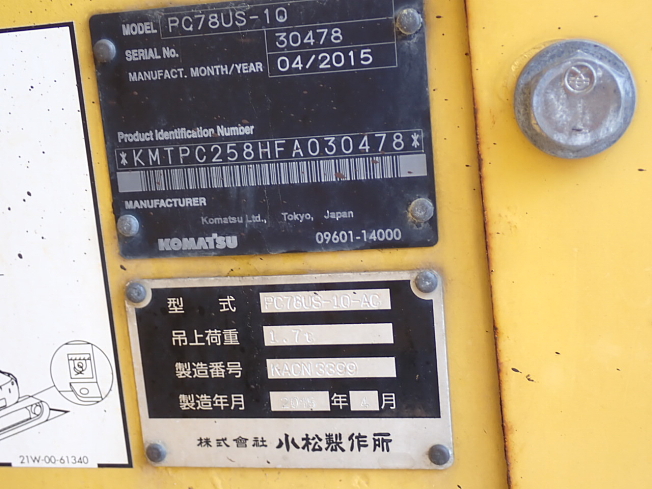 MODEL PC78US-10
SERIAL No. 30478
MANUFACT. MONTH/YEAR 04/2015
Product Identification Number
*KMTPC258HFA030478*
MANUFACTURER
Komatsu Ltd., Tokyo, Japan
KOMATSU 09601-14000
型式 PC78US-10-AC
吊上荷重 1.7t
製造番号 KACN3399
製造年月 年 4月
株式會社 小松製作所
21W-00-61340